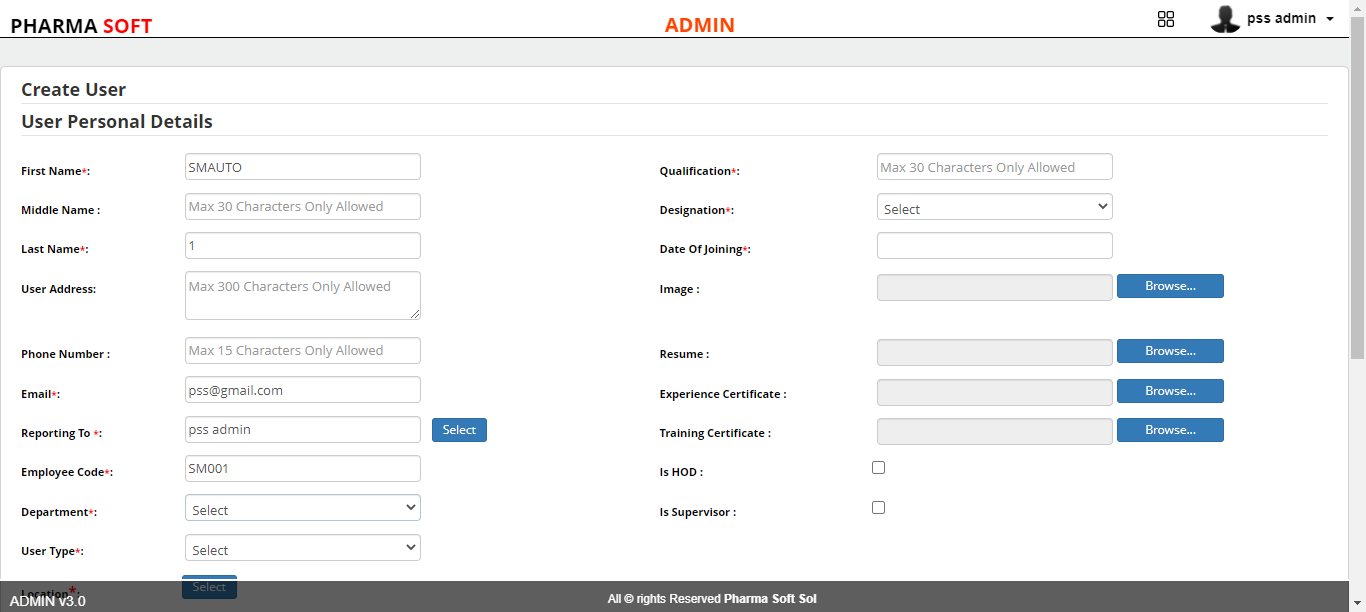 PHARMA SOFT
ADMIN
pss admin
Create User
User Personal Details
First Name*:
SMAUTO
Qualification*:
Max 30 Characters Only Allowed
Middle Name :
Max 30 Characters Only Allowed
Designation*:
Select
Last Name*:
1
Date Of Joining*:
User Address:
Max 300 Characters Only Allowed
Image :
Browse...
Phone Number :
Max 15 Characters Only Allowed
Resume :
Browse...
Email*:
pss@gmail.com
Experience Certificate :
Browse...
Reporting To *:
pss admin
Select
Training Certificate :
Browse...
Employee Code*:
SM001
Is HOD :
Department*:
Select
Is Supervisor :
User Type*:
Select
Location*:
Select
ADMIN v3.0
All © rights Reserved Pharma Soft Sol